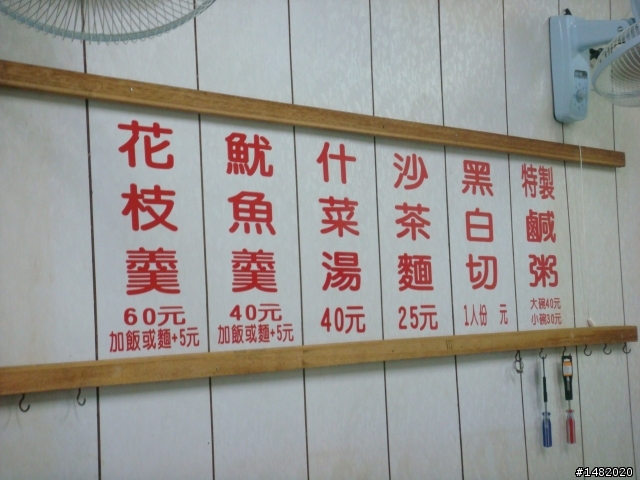 花枝羹
60元
加飯或麵+5元
魷魚羹
40元
加飯或麵+5元
什菜湯
40元
沙茶麵
25元
黑白切
1人份 元
特製鹹粥
大碗40元
小碗30元
#1482020